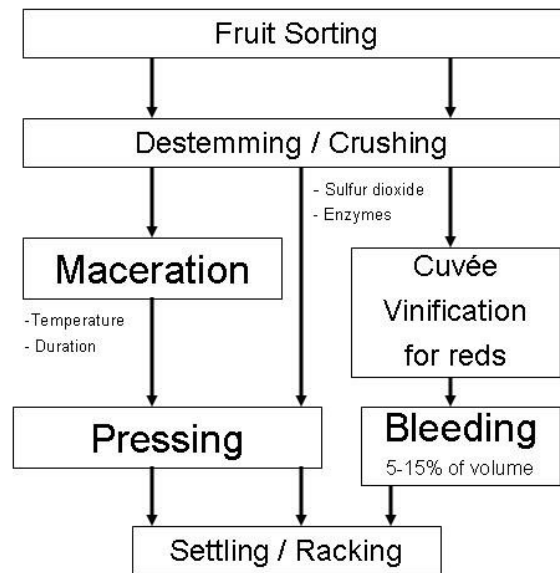 Fruit Sorting
Destemming / Crushing
- Sulfur dioxide
- Enzymes
Maceration
-Temperature
- Duration
Cuvée
Vinification
for reds
Pressing
Bleeding
5-15% of volume
Settling / Racking